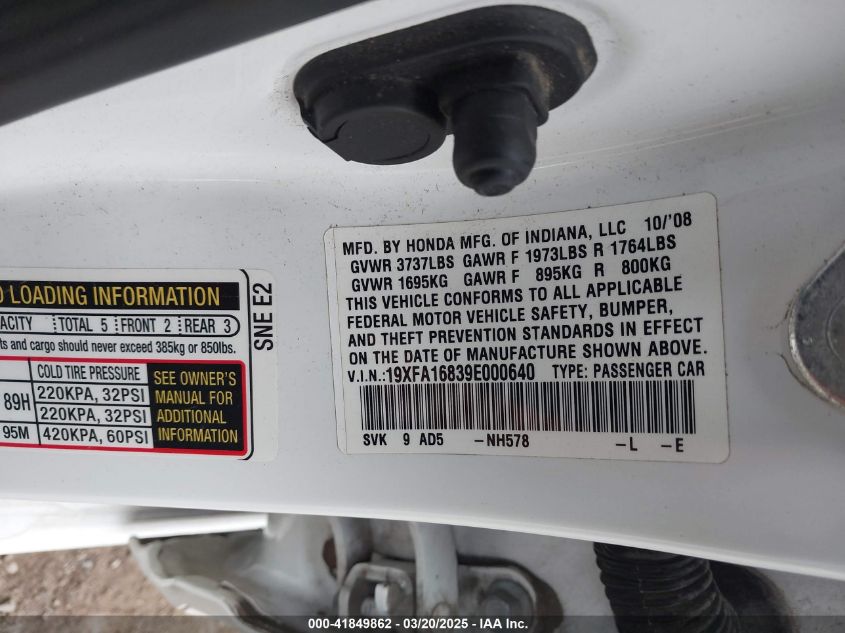 MFD. BY HONDA MFG. OF INDIANA, LLC 10/'08
GVWR 3737LBS GAWR F 1973LBS R 1764LBS
GVWR 1695KG GAWR F 895KG R 800KG
THIS VEHICLE CONFORMS TO ALL APPLICABLE
FEDERAL MOTOR VEHICLE SAFETY, BUMPER,
AND THEFT PREVENTION STANDARDS IN EFFECT
ON THE DATE OF MANUFACTURE SHOWN ABOVE.
V.I.N.:19XFA16839E000640 TYPE: PASSENGER CAR
SVK 9 AD5 -NH578 -L -E
LOADING INFORMATION
TOTAL 5 FRONT 2 REAR 3
and cargo should never exceed 385kg or 850lbs.
COLD TIRE PRESSURE
89H 220KPA, 32PSI
220KPA, 32PSI
95M 420KPA, 60PSI
SEE OWNER'S
MANUAL FOR
ADDITIONAL
INFORMATION
SNE E2
000-41849862 - 03/20/2025 - IAA Inc.